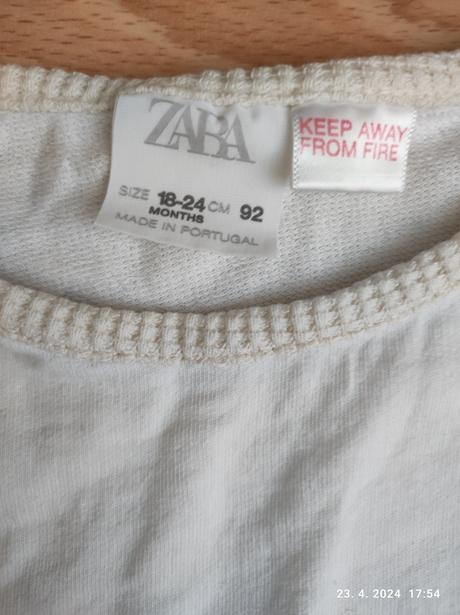 ZARA
SIZE 18-24 CM 92
MONTHS
MADE IN PORTUGAL
KEEP AWAY
FROM FIRE
23. 4. 2024 17:54